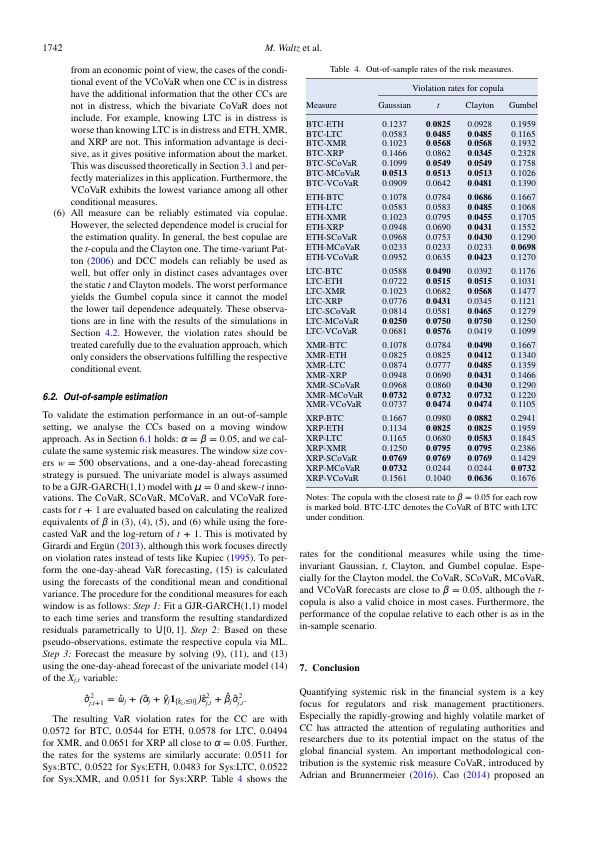 1742
M. Waltz et al.
from an economic point of view, the cases of the condi-
tional event of the VCoVaR when one CC is in distress
have the additional information that the other CCs are
not in distress, which the bivariate CoVaR does not
include. For example, knowing LTC is in distress is
worse than knowing LTC is in distress and ETH, XMR,
and XRP are not. This information advantage is deci-
sive, as it gives positive information about the market.
This was discussed theoretically in Section 3.1 and per-
fectly materializes in this application. Furthermore, the
VCoVaR exhibits the lowest variance among all other
conditional measures.
(6) All measure can be reliably estimated via copulae.
However, the selected dependence model is crucial for
the estimation quality. In general, the best copulae are
the t-copula and the Clayton one. The time-variant Pat-
ton (2006) and DCC models can reliably be used as
well, but offer only in distinct cases advantages over
the static t and Clayton models. The worst performance
yields the Gumbel copula since it cannot model the
the lower tail dependence adequately. These observa-
tions are in line with the results of the simulations in
Section 4.2. However, the violation rates should be
treated carefully due to the evaluation approach, which
only considers the observations fulfilling the respective
conditional event.
6.2. Out-of-sample estimation
To validate the estimation performance in an out-of-sample
setting, we analyse the CCs based on a moving window
approach. As in Section 6.1 holds: α = β = 0.05, and we cal-
culate the same systemic risk measures. The window size cov-
ers w = 500 observations, and a one-day-ahead forecasting
strategy is pursued. The univariate model is always assumed
to be a GJR-GARCH(1,1) model with μ = 0 and skew-t inno-
vations. The CoVaR, SCoVaR, MCoVaR, and VCoVaR fore-
casts for t + 1 are evaluated based on calculating the realized
equivalents of β in (3), (4), (5), and (6) while using the fore-
casted VaR and the log-return of t + 1. This is motivated by
Girardi and Ergün (2013), although this work focuses directly
on violation rates instead of tests like Kupiec (1995). To per-
form the one-day-ahead VaR forecasting, (15) is calculated
using the forecasts of the conditional mean and conditional
variance. The procedure for the conditional measures for each
window is as follows: Step 1: Fit a GJR-GARCH(1,1) model
to each time series and transform the resulting standardized
residuals parametrically to U[0, 1]. Step 2: Based on these
pseudo-observations, estimate the respective copula via ML.
Step 3: Forecast the measure by solving (9), (11), and (13)
using the one-day-ahead forecast of the univariate model (14)
of the Xj,t variable:
σ̂²j,t+1 = ω̂j + (α̂j + γ̂j1{ε̂j,t≤0})ε̂²j,t + β̂jσ̂²j,t.
The resulting VaR violation rates for the CC are with
0.0572 for BTC, 0.0544 for ETH, 0.0578 for LTC, 0.0494
for XMR, and 0.0651 for XRP all close to α = 0.05. Further,
the rates for the systems are similarly accurate: 0.0511 for
Sys:BTC, 0.0522 for Sys:ETH, 0.0483 for Sys:LTC, 0.0522
for Sys:XMR, and 0.0511 for Sys:XRP. Table 4 shows the
Table 4. Out-of-sample rates of the risk measures.
Violation rates for copula
Measure Gaussian t Clayton Gumbel
BTC-ETH 0.1237 0.0825 0.0928 0.1959
BTC-LTC 0.0583 0.0485 0.0485 0.1165
BTC-XMR 0.1023 0.0568 0.0568 0.1932
BTC-XRP 0.1466 0.0862 0.0345 0.2328
BTC-SCoVaR 0.1099 0.0549 0.0549 0.1758
BTC-MCoVaR 0.0513 0.0513 0.0513 0.1026
BTC-VCoVaR 0.0909 0.0642 0.0481 0.1390
ETH-BTC 0.1078 0.0784 0.0686 0.1667
ETH-LTC 0.0583 0.0583 0.0485 0.1068
ETH-XMR 0.1023 0.0795 0.0455 0.1705
ETH-XRP 0.0948 0.0690 0.0431 0.1552
ETH-SCoVaR 0.0968 0.0753 0.0430 0.1290
ETH-MCoVaR 0.0233 0.0233 0.0233 0.0698
ETH-VCoVaR 0.0952 0.0635 0.0423 0.1270
LTC-BTC 0.0588 0.0490 0.0392 0.1176
LTC-ETH 0.0722 0.0515 0.0515 0.1031
LTC-XMR 0.1023 0.0682 0.0568 0.1477
LTC-XRP 0.0776 0.0431 0.0345 0.1121
LTC-SCoVaR 0.0814 0.0581 0.0465 0.1279
LTC-MCoVaR 0.0250 0.0750 0.0750 0.1250
LTC-VCoVaR 0.0681 0.0576 0.0419 0.1099
XMR-BTC 0.1078 0.0784 0.0490 0.1667
XMR-ETH 0.0825 0.0825 0.0412 0.1340
XMR-LTC 0.0874 0.0777 0.0485 0.1359
XMR-XRP 0.0948 0.0690 0.0431 0.1466
XMR-SCoVaR 0.0968 0.0860 0.0430 0.1290
XMR-MCoVaR 0.0732 0.0732 0.0732 0.1220
XMR-VCoVaR 0.0737 0.0474 0.0474 0.1105
XRP-BTC 0.1667 0.0980 0.0882 0.2941
XRP-ETH 0.1134 0.0825 0.0825 0.1959
XRP-LTC 0.1165 0.0680 0.0583 0.1845
XRP-XMR 0.1250 0.0795 0.0795 0.2386
XRP-SCoVaR 0.0769 0.0769 0.0769 0.1429
XRP-MCoVaR 0.0732 0.0244 0.0244 0.0732
XRP-VCoVaR 0.1561 0.1040 0.0636 0.1676
Notes: The copula with the closest rate to β = 0.05 for each row
is marked bold. BTC-LTC denotes the CoVaR of BTC with LTC
under condition.
rates for the conditional measures while using the time-
invariant Gaussian, t, Clayton, and Gumbel copulae. Espe-
cially for the Clayton model, the CoVaR, SCoVaR, MCoVaR,
and VCoVaR forecasts are close to β = 0.05, although the t-
copula is also a valid choice in most cases. Furthermore, the
performance of the copulae relative to each other is as in the
in-sample scenario.
7. Conclusion
Quantifying systemic risk in the financial system is a key
focus for regulators and risk management practitioners.
Especially the rapidly-growing and highly volatile market of
CC has attracted the attention of regulating authorities and
researchers due to its potential impact on the status of the
global financial system. An important methodological con-
tribution is the systemic risk measure CoVaR, introduced by
Adrian and Brunnermeier (2016). Cao (2014) proposed an